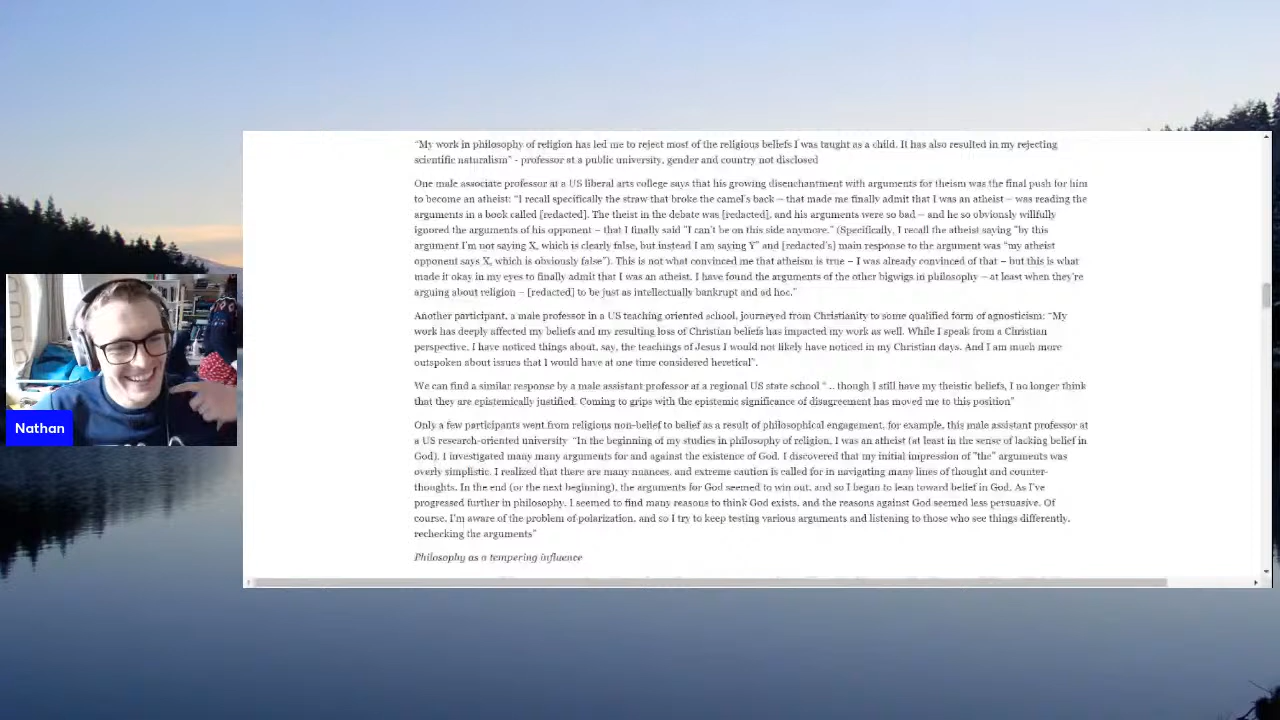 “My work in philosophy of religion has led me to reject most of the religious beliefs I was taught as a child. It has also resulted in my rejecting
scientific naturalism” - professor at a public university, gender and country not disclosed
One male associate professor at a US liberal arts college says that his growing disenchantment with arguments for theism was the final push for him
to become an atheist: “I recall specifically the straw that broke the camel's back – that made me finally admit that I was an atheist – was reading the
arguments in a book called [redacted]. The theist in the debate was [redacted], and his arguments were so bad – and he so obviously willfully
ignored the arguments of his opponent – that I finally said "I can't be on this side anymore." (Specifically, I recall the atheist saying "by this
argument I'm not saying X, which is clearly false, but instead I am saying Y” and [redacted's] main response to the argument was “my atheist
opponent says X, which is obviously false”). This is not what convinced me that atheism is true – I was already convinced of that – but this is what
made it okay in my eyes to finally admit that I was an atheist. I have found the arguments of the other bigwigs in philosophy – at least when they're
arguing about religion – [redacted] to be just as intellectually bankrupt and ad hoc.”
Another participant, a male professor in a US teaching oriented school, journeyed from Christianity to some qualified form of agnosticism: “My
work has deeply affected my beliefs and my resulting loss of Christian beliefs has impacted my work as well. While I speak from a Christian
perspective, I have noticed things about, say, the teachings of Jesus I would not likely have noticed in my Christian days. And I am much more
outspoken about issues that I would have at one time considered heretical”.
We can find a similar response by a male assistant professor at a regional US state school “ .. though I still have my theistic beliefs, I no longer think
that they are epistemically justified. Coming to grips with the epistemic significance of disagreement has moved me to this position”
Only a few participants went from religious non-belief to belief as a result of philosophical engagement, for example, this male assistant professor at
a US research-oriented university “In the beginning of my studies in philosophy of religion, I was an atheist (at least in the sense of lacking belief in
God). I investigated many many arguments for and against the existence of God. I discovered that my initial impression of "the" arguments was
overly simplistic. I realized that there are many nuances, and extreme caution is called for in navigating many lines of thought and counter-
thoughts. In the end (or the next beginning), the arguments for God seemed to win out, and so I began to lean toward belief in God. As I've
progressed further in philosophy, I seemed to find many reasons to think God exists, and the reasons against God seemed less persuasive. Of
course, I'm aware of the problem of polarization, and so I try to keep testing various arguments and listening to those who see things differently,
rechecking the arguments”
Nathan
Philosophy as a tempering influence